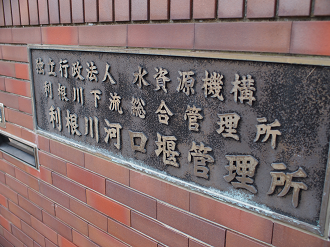 独立行政法人 水資源機構
利根川下流総合管理所
利根川河口堰管理所